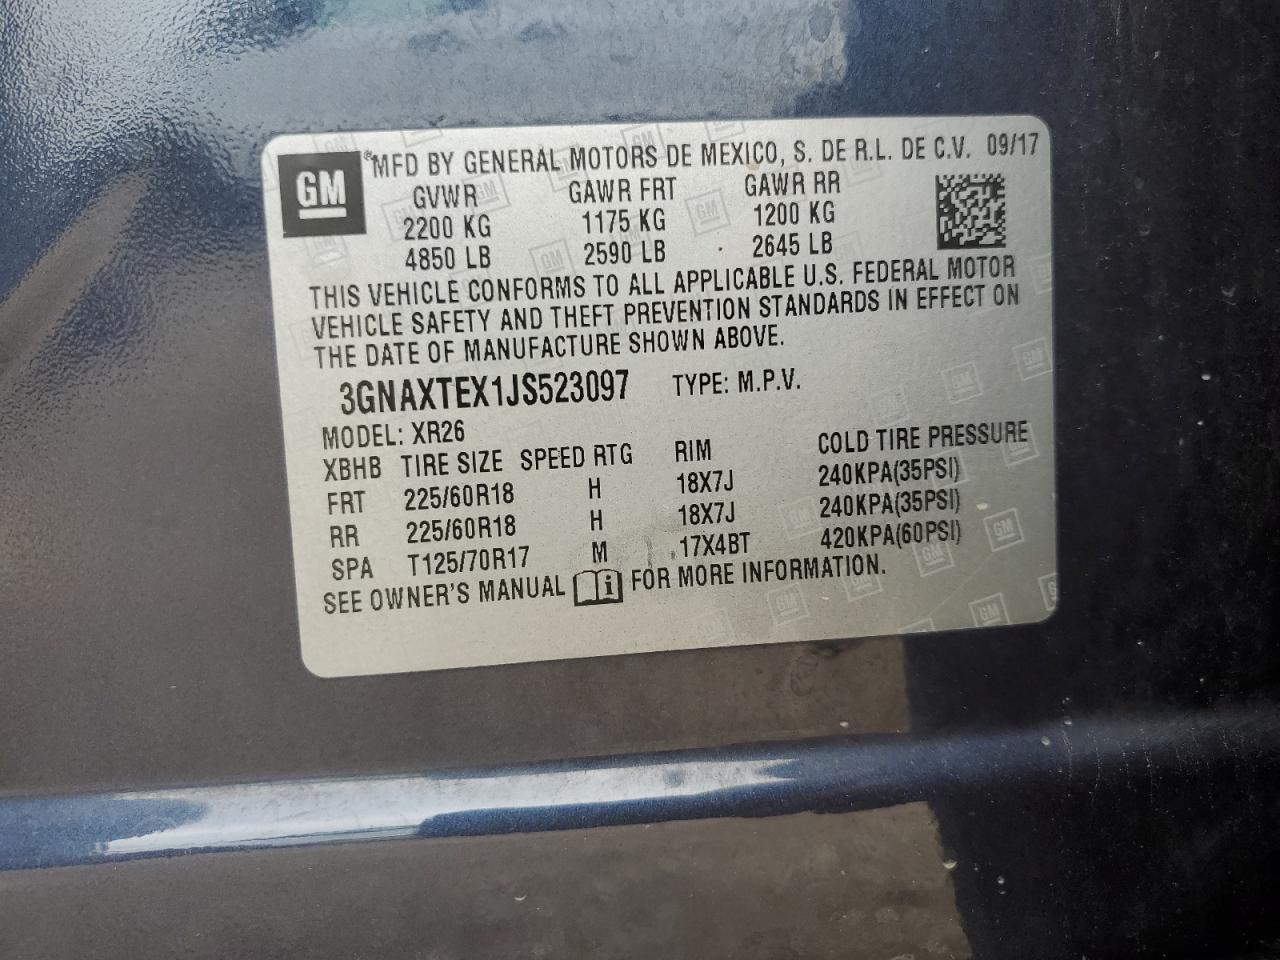 GM
®MFD BY GENERAL MOTORS DE MEXICO, S. DE R.L. DE C.V. 09/17
GVWR GAWR FRT GAWR RR
2200 KG 1175 KG 1200 KG
4850 LB 2590 LB 2645 LB
THIS VEHICLE CONFORMS TO ALL APPLICABLE U.S. FEDERAL MOTOR
VEHICLE SAFETY AND THEFT PREVENTION STANDARDS IN EFFECT ON
THE DATE OF MANUFACTURE SHOWN ABOVE.
3GNAXTEX1JS523097 TYPE: M.P.V.
MODEL: XR26
XBHB TIRE SIZE SPEED RTG RIM COLD TIRE PRESSURE
FRT 225/60R18 H 18X7J 240KPA(35PSI)
RR 225/60R18 H 18X7J 240KPA(35PSI)
SPA T125/70R17 M 17X4BT 420KPA(60PSI)
SEE OWNER'S MANUAL i FOR MORE INFORMATION.